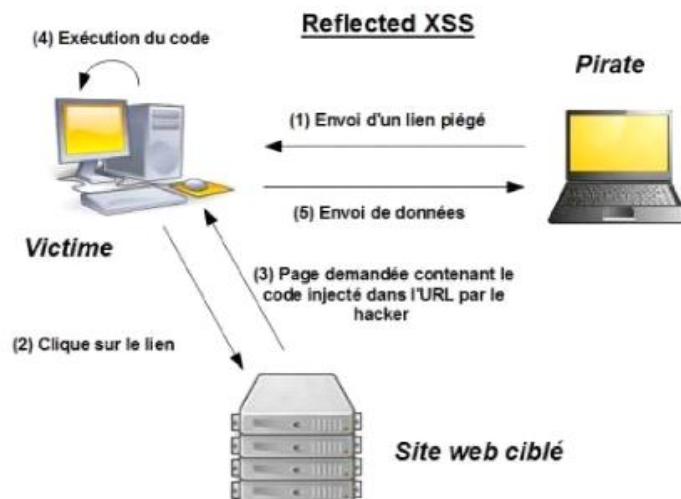 Reflected XSS
(4) Exécution du code
Pirate
(1) Envoi d'un lien piégé
(5) Envoi de données
Victime
(3) Page demandée contenant le
code injecté dans l'URL par le
hacker
(2) Clique sur le lien
Site web ciblé